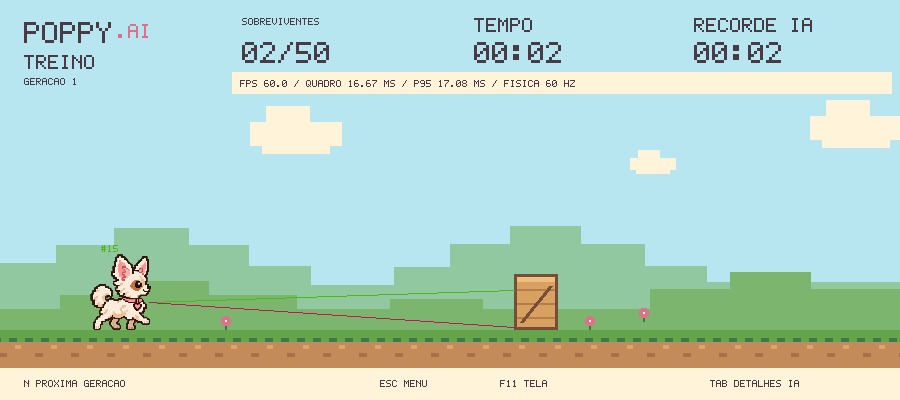 POPPY.AI
TREINO
GERACAO 1
SOBREVIVENTES
02/50
TEMPO
00:02
RECORDE IA
00:02
FPS 60.0 / QUADRO 16.67 MS / P95 17.08 MS / FISICA 60 HZ
#15
N PROXIMA GERACAO
ESC MENU
F11 TELA
TAB DETALHES IA